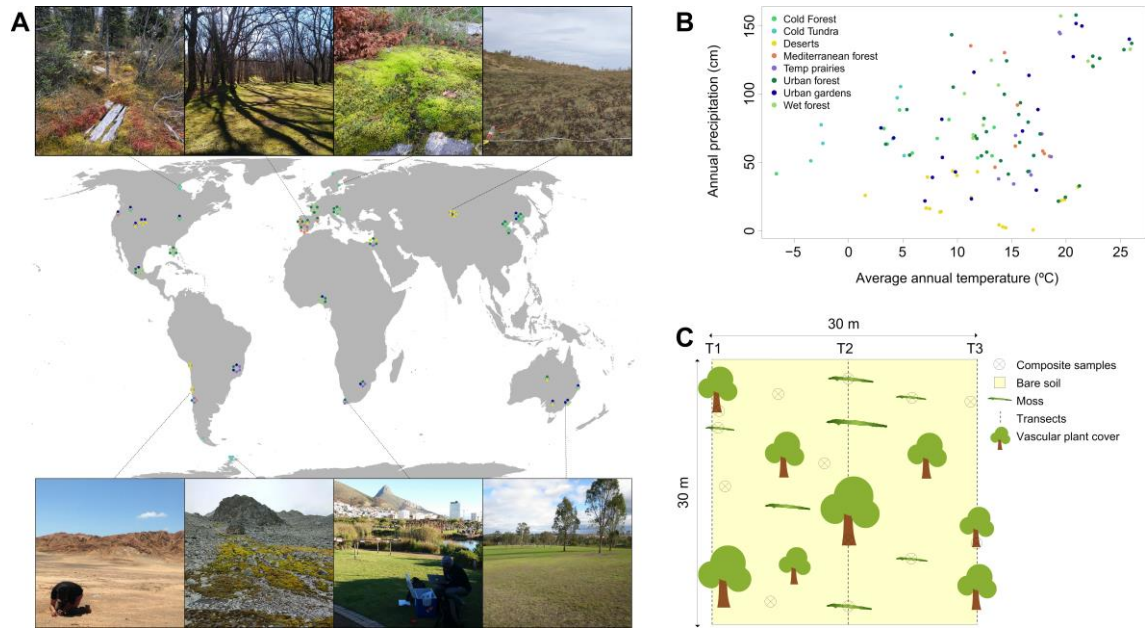 A
B
Annual precipitation (cm)
150
100
50
0
Cold Forest
Cold Tundra
Deserts
Mediterranean forest
Temp prairies
Urban forest
Urban gardens
Wet forest
-5
0
5
10
15
20
25
Average annual temperature (ºC)
C
30 m
T1
T2
T3
30 m
Composite samples
Bare soil
Moss
Transects
Vascular plant cover